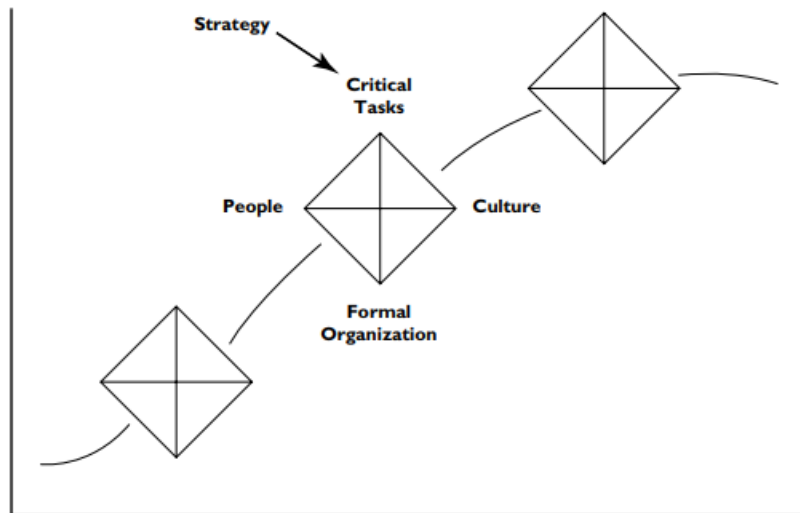 Strategy
Critical
Tasks
People
Culture
Formal
Organization